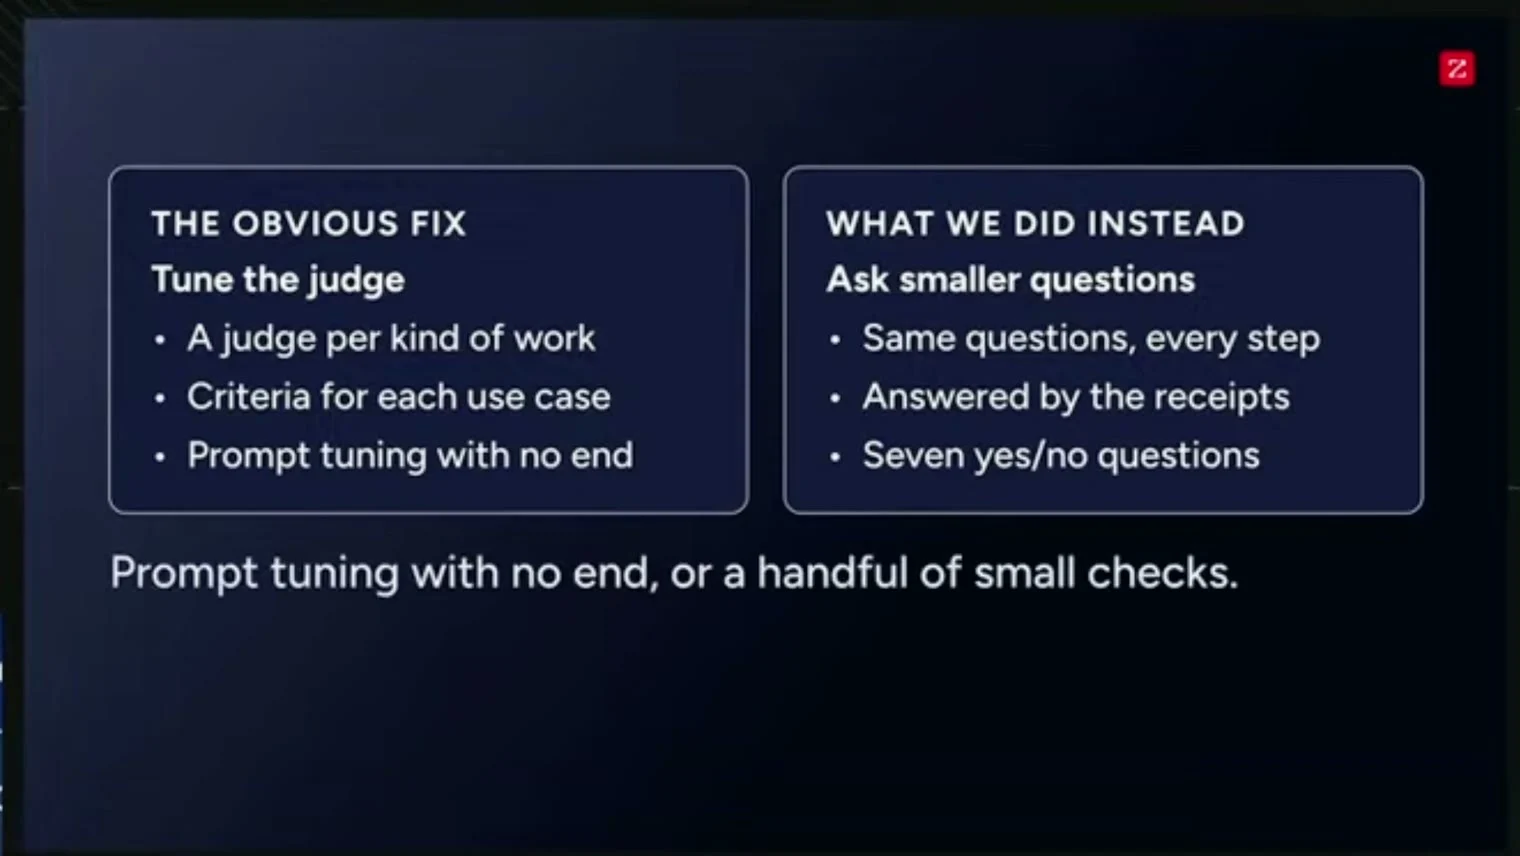 Z
THE OBVIOUS FIX
Tune the judge
• A judge per kind of work
• Criteria for each use case
• Prompt tuning with no end
WHAT WE DID INSTEAD
Ask smaller questions
• Same questions, every step
• Answered by the receipts
• Seven yes/no questions
Prompt tuning with no end, or a handful of small checks.